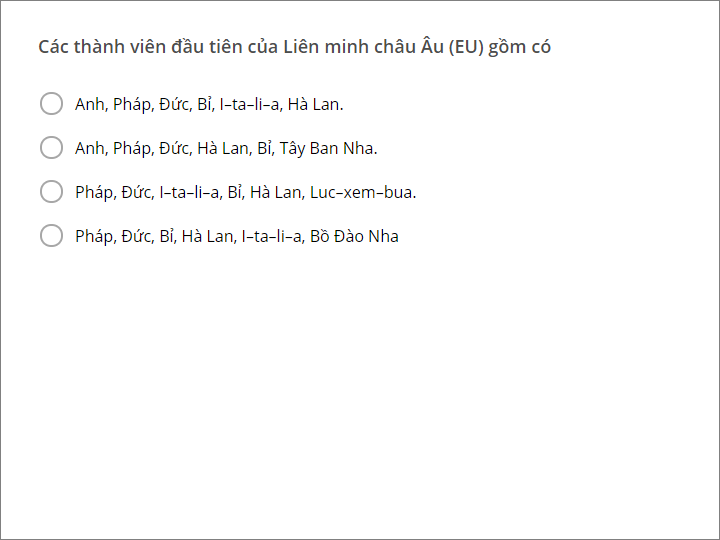 Các thành viên đầu tiên của Liên minh châu Âu (EU) gồm có
Anh, Pháp, Đức, Bỉ, I–ta–li–a, Hà Lan.
Anh, Pháp, Đức, Hà Lan, Bỉ, Tây Ban Nha.
Pháp, Đức, I–ta–li–a, Bỉ, Hà Lan, Luc–xem–bua.
Pháp, Đức, Bỉ, Hà Lan, I–ta–li–a, Bồ Đào Nha